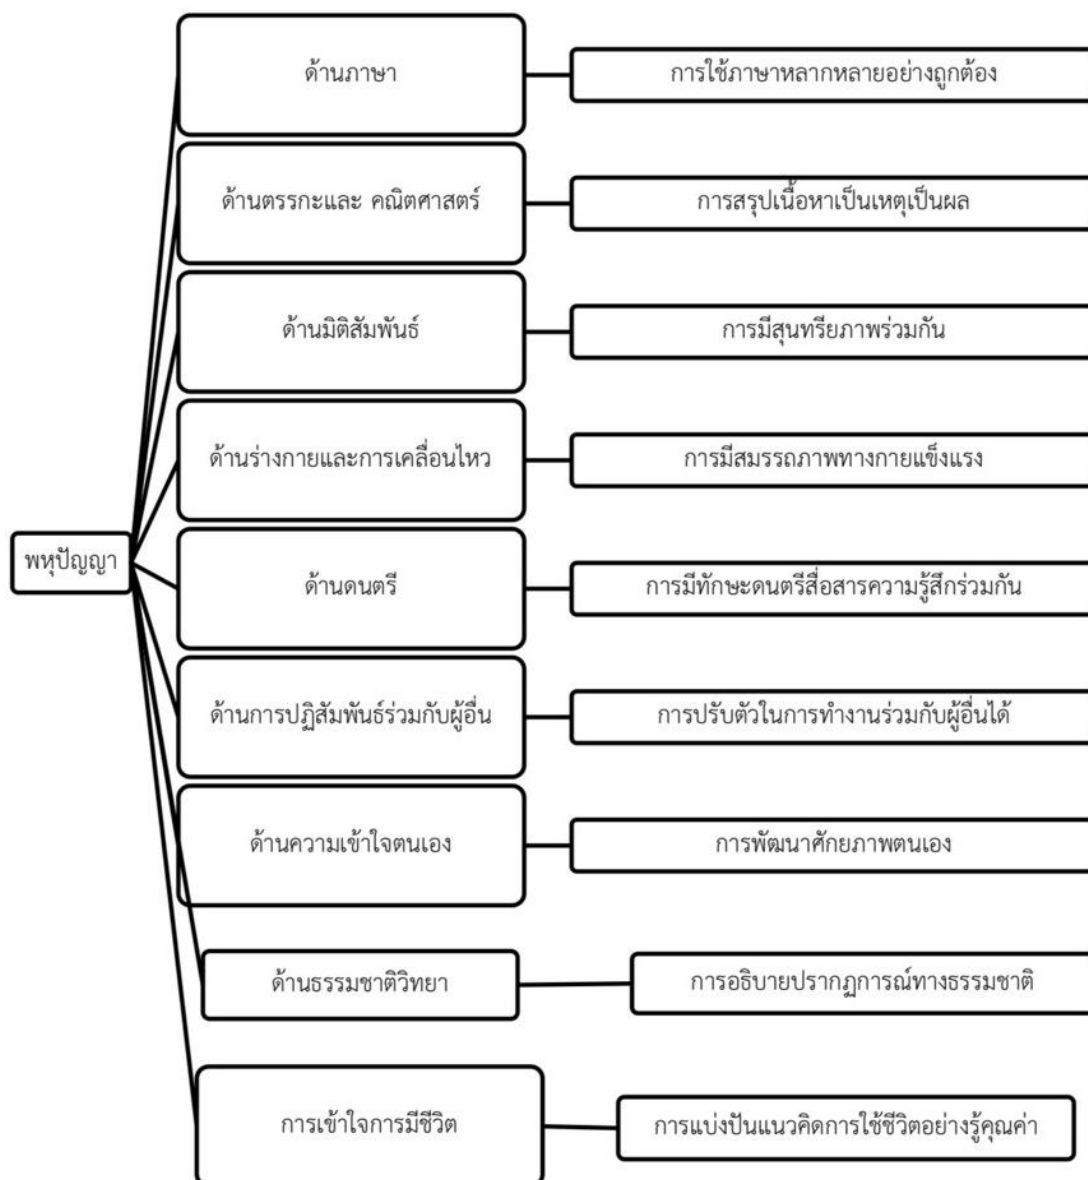 ด้านภาษา
การใช้ภาษาหลากหลายอย่างถูกต้อง
ด้านตรรกะและ คณิตศาสตร์
การสรุปเนื้อหาเป็นเหตุเป็นผล
ด้านมิติสัมพันธ์
การมีสุนทรียภาพร่วมกัน
ด้านร่างกายและการเคลื่อนไหว
การมีสมรรถภาพทางกายแข็งแรง
พหุปัญญา
ด้านดนตรี
การมีทักษะดนตรีสื่อสารความรู้สึกร่วมกัน
ด้านการปฏิสัมพันธ์ร่วมกับผู้อื่น
การปรับตัวในการทำงานร่วมกับผู้อื่นได้
ด้านความเข้าใจตนเอง
การพัฒนาศักยภาพตนเอง
ด้านธรรมชาติวิทยา
การอธิบายปรากฏการณ์ทางธรรมชาติ
การเข้าใจการมีชีวิต
การแบ่งปันแนวคิดการใช้ชีวิตอย่างรู้คุณค่า